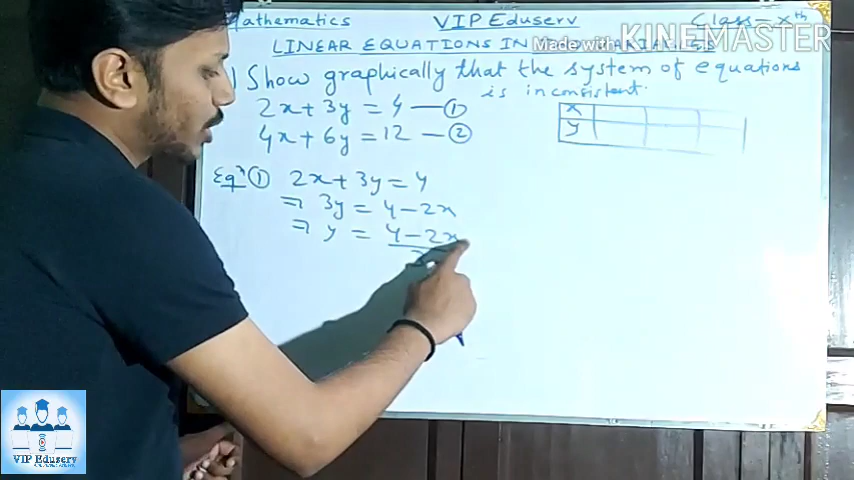 Mathematics VIP Eduserv Class - Xth
Made with KINEMASTER
LINEAR EQUATIONS IN
Show graphically that the system of equations
is inconsistent.
2x + 3y = 4 — ①
4x + 6y = 12 — ②
x
y
Eqn ① 2x + 3y = 4
⇒ 3y = 4 - 2x
⇒ y = 4 - 2x
VIP Eduserv